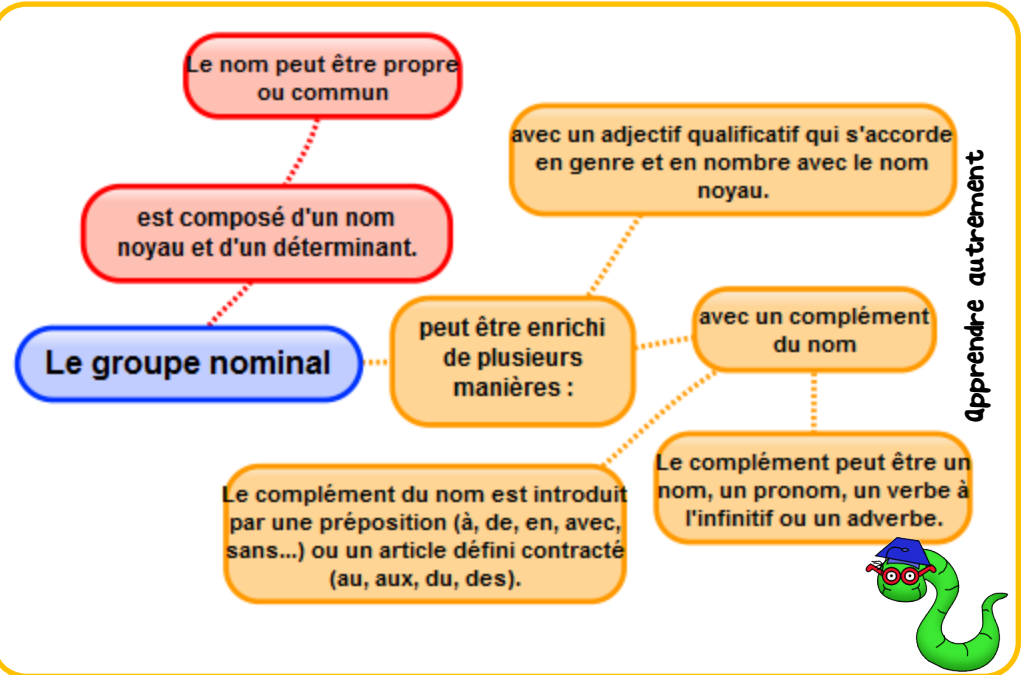 Le nom peut être propre
ou commun
est composé d'un nom
noyau et d'un déterminant.
Le groupe nominal
peut être enrichi
de plusieurs
manières :
avec un adjectif qualificatif qui s'accorde
en genre et en nombre avec le nom
noyau.
avec un complément
du nom
Le complément du nom est introduit
par une préposition (à, de, en, avec,
sans...) ou un article défini contracté
(au, aux, du, des).
Le complément peut être un
nom, un pronom, un verbe à
l'infinitif ou un adverbe.
apprendre autrement